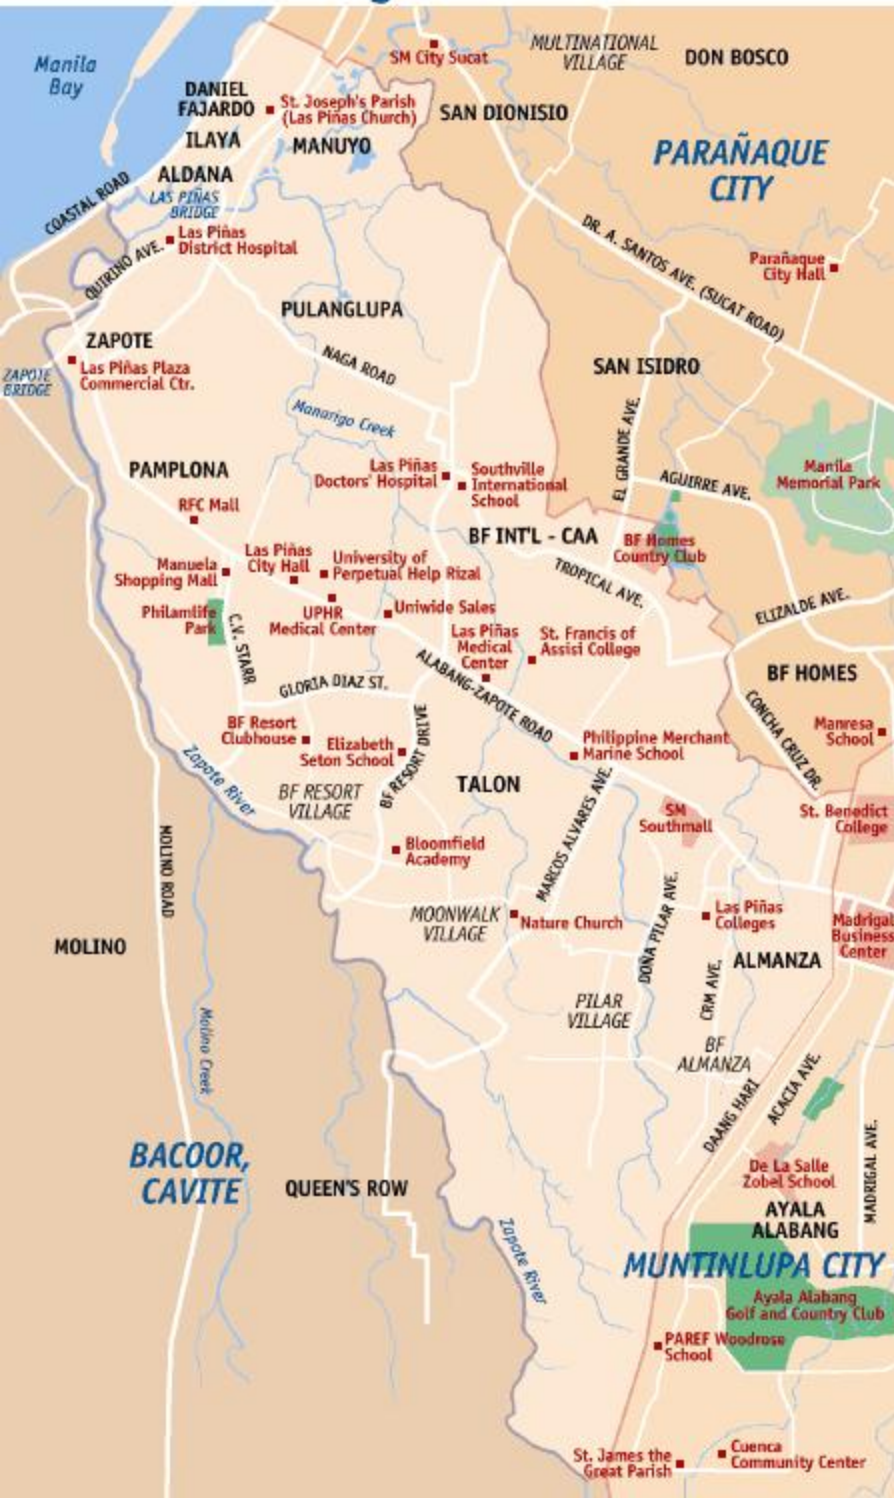 SM City Sucat
MULTINATIONAL
VILLAGE
DON BOSCO
Manila
Bay
DANIEL
FAJARDO
St. Joseph's Parish
(Las Piñas Church)
SAN DIONISIO
ILAYA
MANUYO
PARAÑAQUE
CITY
ALDANA
LAS PIÑAS
BRIDGE
COASTAL ROAD
Las Piñas
District Hospital
QUIRINO AVE.
DR. A. SANTOS AVE. (SUCAT ROAD)
Parañaque
City Hall
PULANGLUPA
ZAPOTE
NAGA ROAD
SAN ISIDRO
ZAPOTE
BRIDGE
Las Piñas Plaza
Commercial Ctr.
Manarigo Creek
EL GRANDE AVE.
PAMPLONA
Las Piñas
Doctors' Hospital
Southville
International
School
AGUIRRE AVE.
Manila
Memorial Park
RFC Mall
BF INT'L - CAA
BF Homes
Country Club
Manuela
Shopping Mall
Las Piñas
City Hall
University of
Perpetual Help Rizal
TROPICAL AVE.
ELIZALDE AVE.
Philamlife
Park
C.V. STARR
UPHR
Medical Center
Uniwide Sales
Las Piñas
Medical
Center
St. Francis of
Assisi College
ALABANG-ZAPOTE ROAD
GLORIA DIAZ ST.
BF HOMES
CONCHA CRUZ DR.
Manresa
School
BF Resort
Clubhouse
Elizabeth
Seton School
BF RESORT DRIVE
Philippine Merchant
Marine School
Zapote River
BF RESORT
VILLAGE
TALON
MARCOS ALVARES AVE.
SM
Southmall
St. Benedict
College
MOLINO ROAD
Bloomfield
Academy
MOONWALK
VILLAGE
Nature Church
DOÑA PILAR AVE.
Las Piñas
Colleges
Madrigal
Business
Center
MOLINO
ALMANZA
CRM AVE.
PILAR
VILLAGE
Molino Creek
BF
ALMANZA
DAANG HARI
ACACIA AVE.
MADRIGAL AVE.
BACOOR,
CAVITE
QUEEN'S ROW
De La Salle
Zobel School
AYALA
ALABANG
Zapote River
MUNTINLUPA CITY
Ayala Alabang
Golf and Country Club
PAREF Woodrose
School
St. James the
Great Parish
Cuenca
Community Center